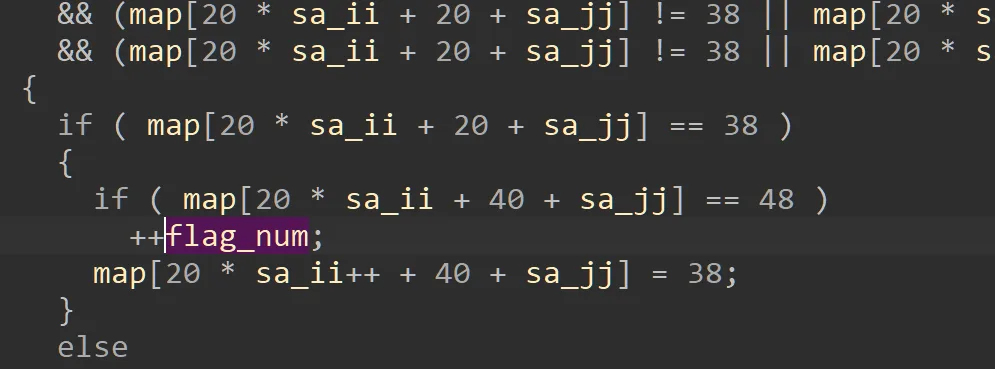 && (map[20 * sa_ii + 20 + sa_jj] != 38 || map[20 * s
&& (map[20 * sa_ii + 20 + sa_jj] != 38 || map[20 * s
{
if ( map[20 * sa_ii + 20 + sa_jj] == 38 )
{
if ( map[20 * sa_ii + 40 + sa_jj] == 48 )
++flag_num;
map[20 * sa_ii++ + 40 + sa_jj] = 38;
}
else